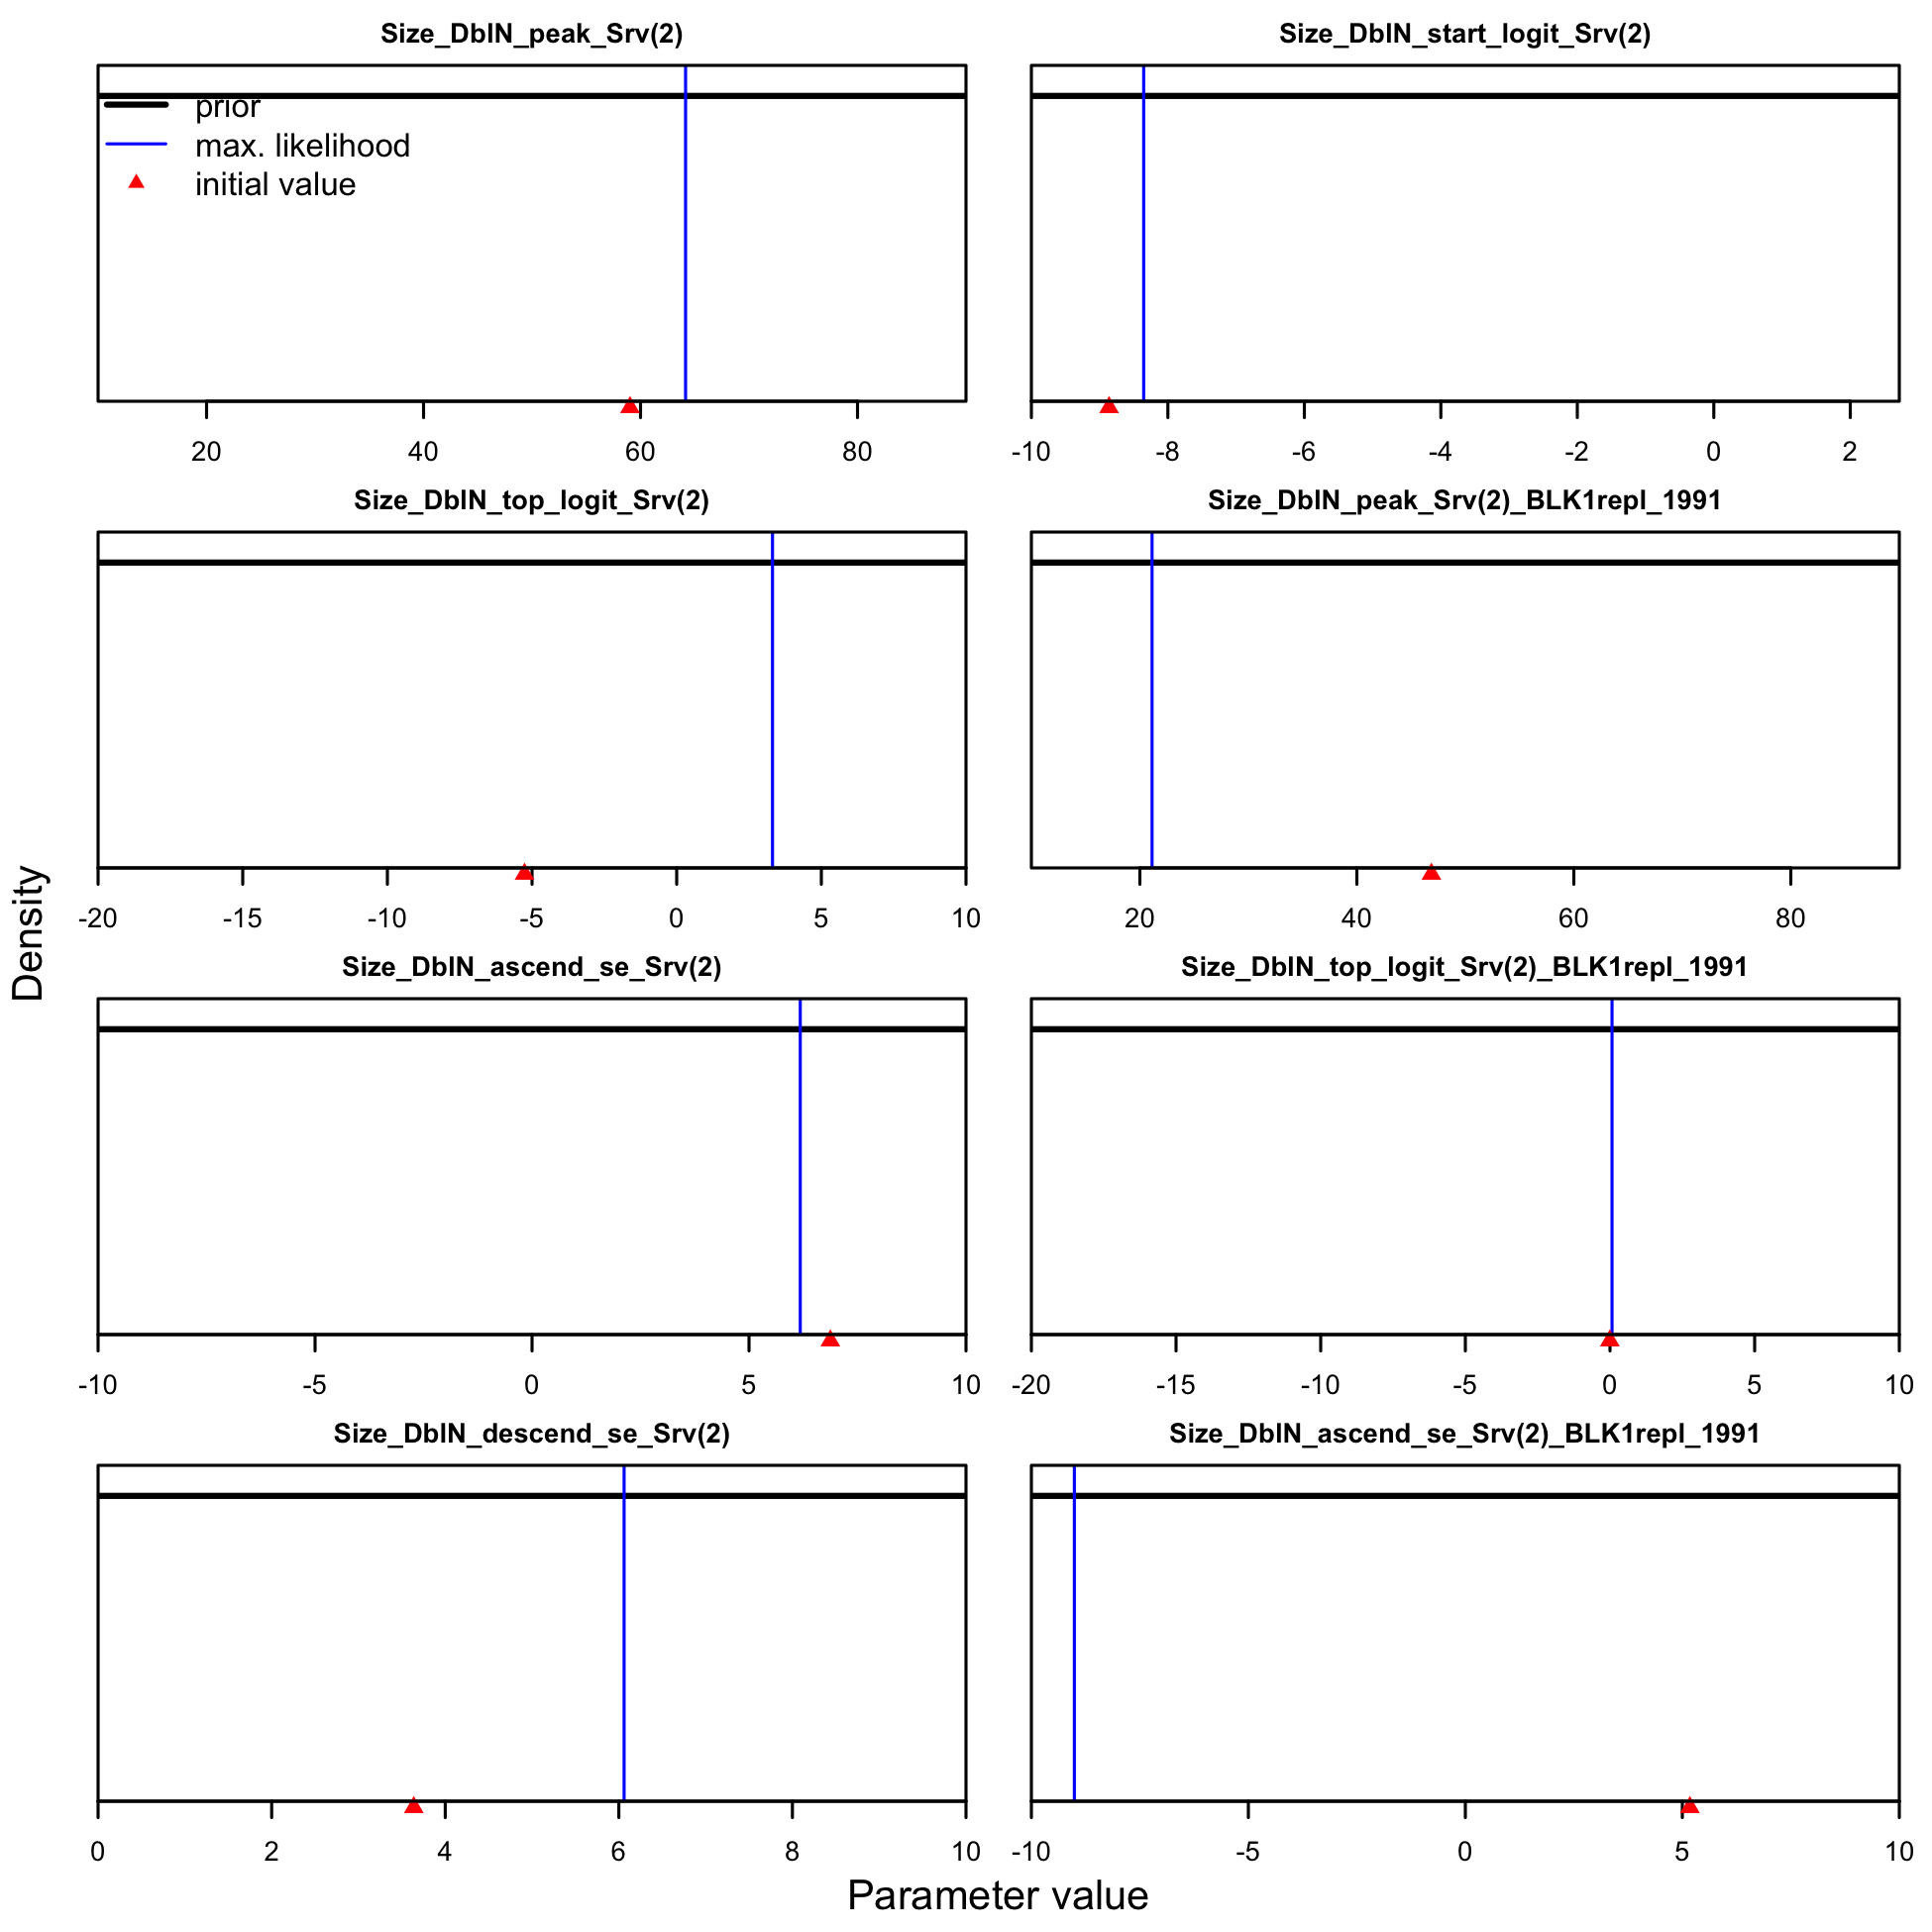 Size_DblN_peak_Srv(2)
prior
max. likelihood
initial value
20 40 60 80
Size_DblN_start_logit_Srv(2)
-10 -8 -6 -4 -2 0 2
Size_DblN_top_logit_Srv(2)
-20 -15 -10 -5 0 5 10
Size_DblN_peak_Srv(2)_BLK1repl_1991
20 40 60 80
Size_DblN_ascend_se_Srv(2)
-10 -5 0 5 10
Size_DblN_top_logit_Srv(2)_BLK1repl_1991
-20 -15 -10 -5 0 5 10
Size_DblN_descend_se_Srv(2)
0 2 4 6 8 10
Size_DblN_ascend_se_Srv(2)_BLK1repl_1991
-10 -5 0 5 10
Density
Parameter value